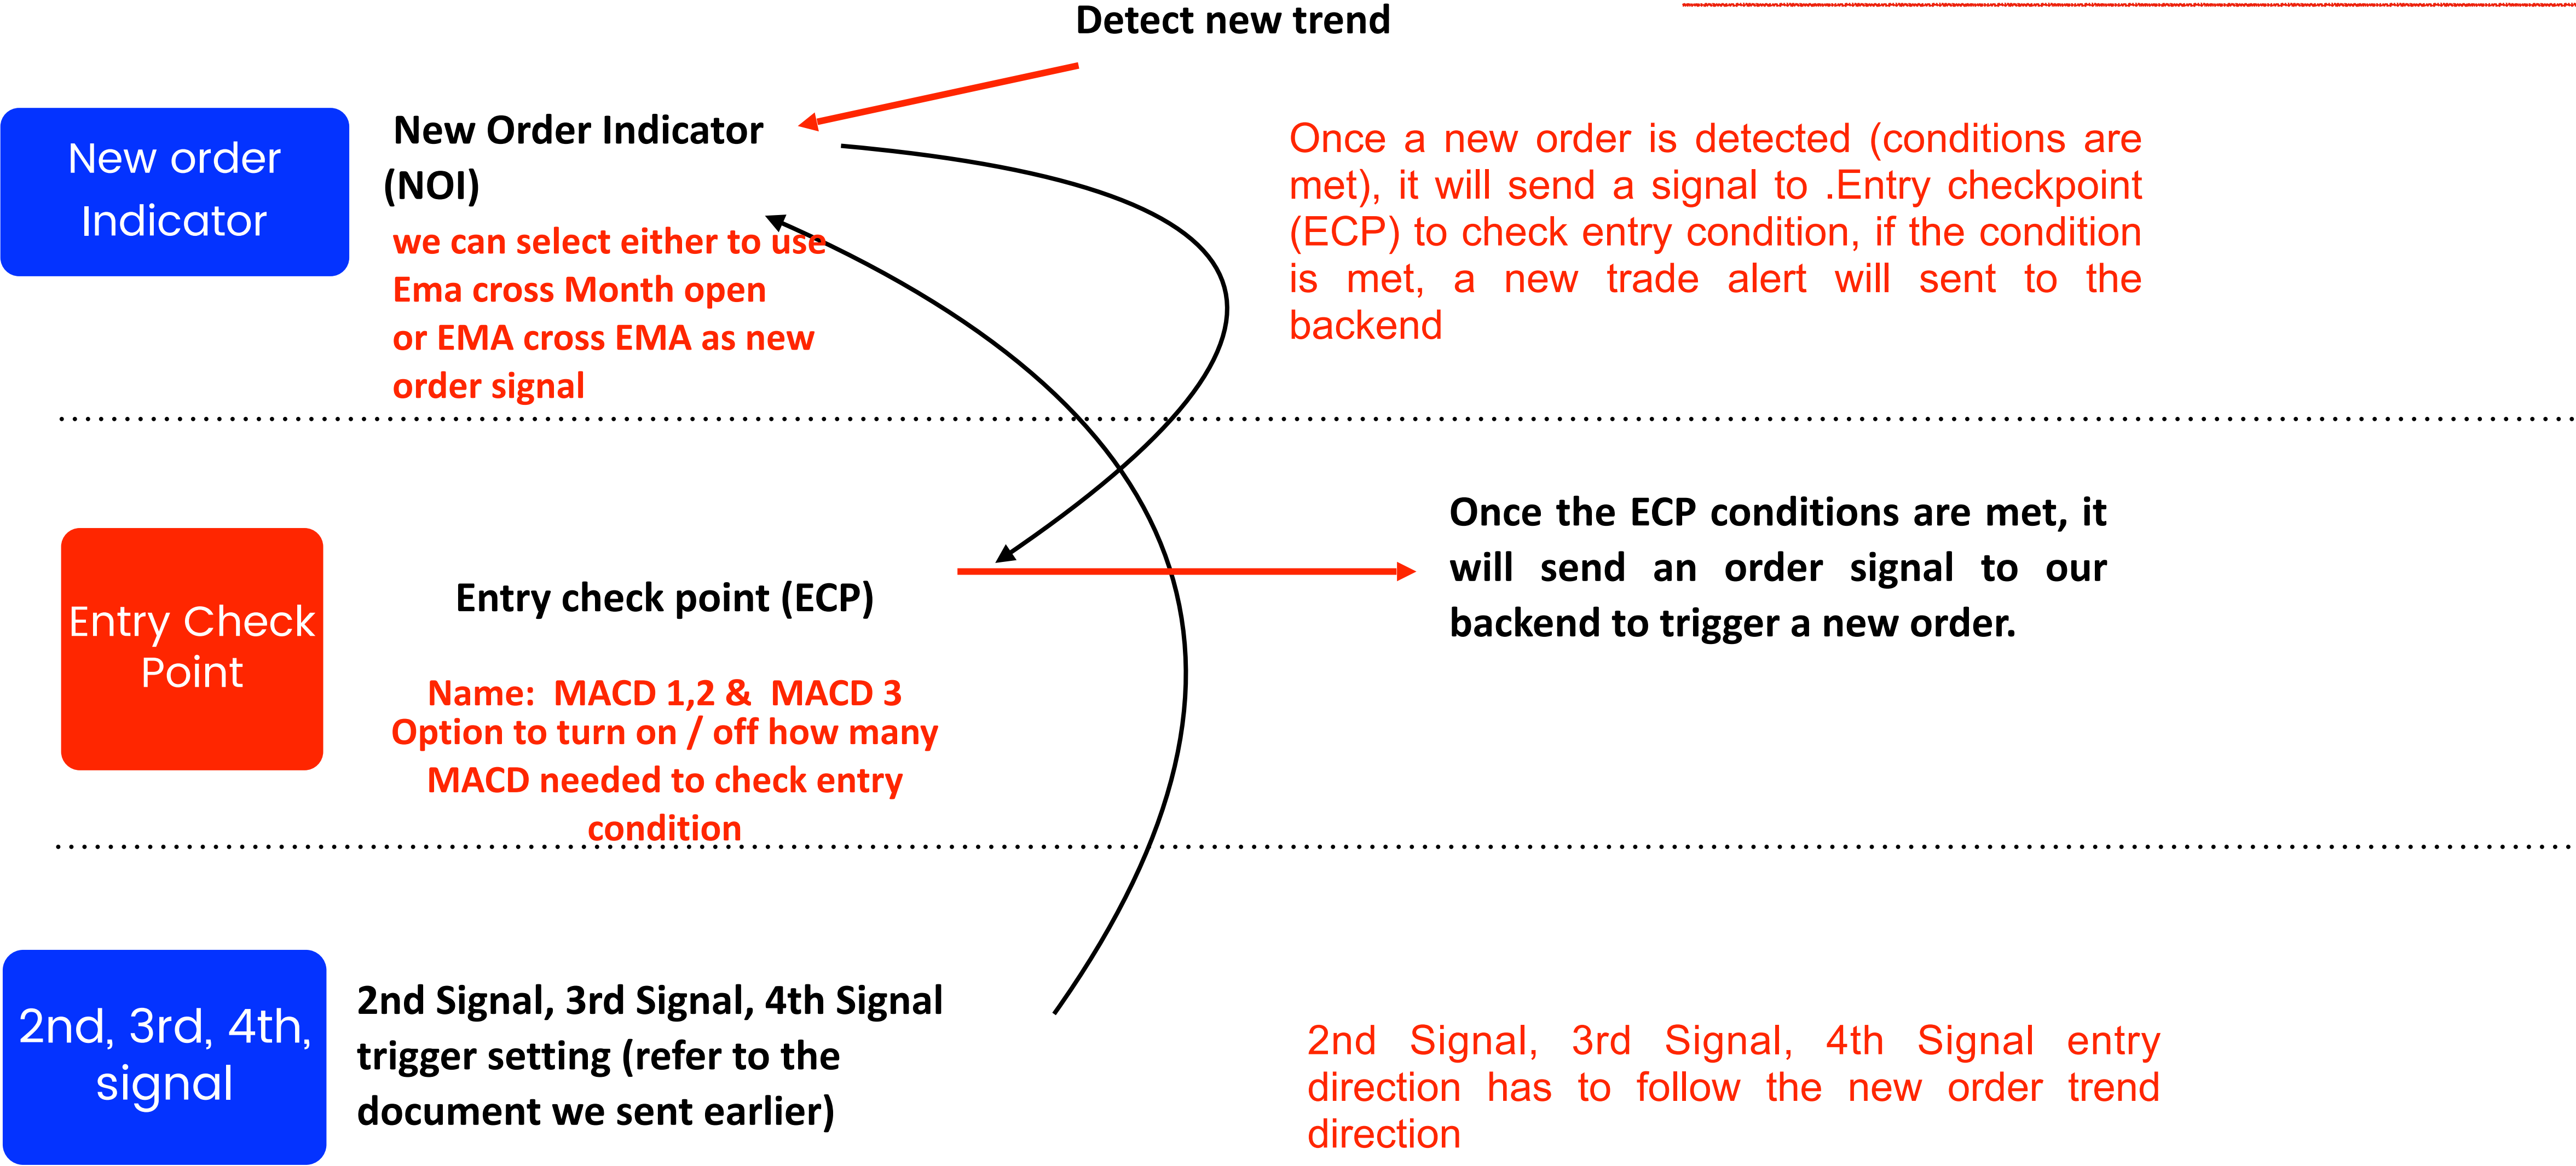 Detect new trend
New order
Indicator
New Order Indicator
(NOI)
we can select either to use
Ema cross Month open
or EMA cross EMA as new
order signal
Once a new order is detected (conditions are
met), it will send a signal to .Entry checkpoint
(ECP) to check entry condition, if the condition
is met, a new trade alert will sent to the
backend
Entry Check
Point
Entry check point (ECP)
Name: MACD 1,2 & MACD 3
Option to turn on / off how many
MACD needed to check entry
condition
Once the ECP conditions are met, it
will send an order signal to our
backend to trigger a new order.
2nd, 3rd, 4th,
signal
2nd Signal, 3rd Signal, 4th Signal
trigger setting (refer to the
document we sent earlier)
2nd Signal, 3rd Signal, 4th Signal entry
direction has to follow the new order trend
direction